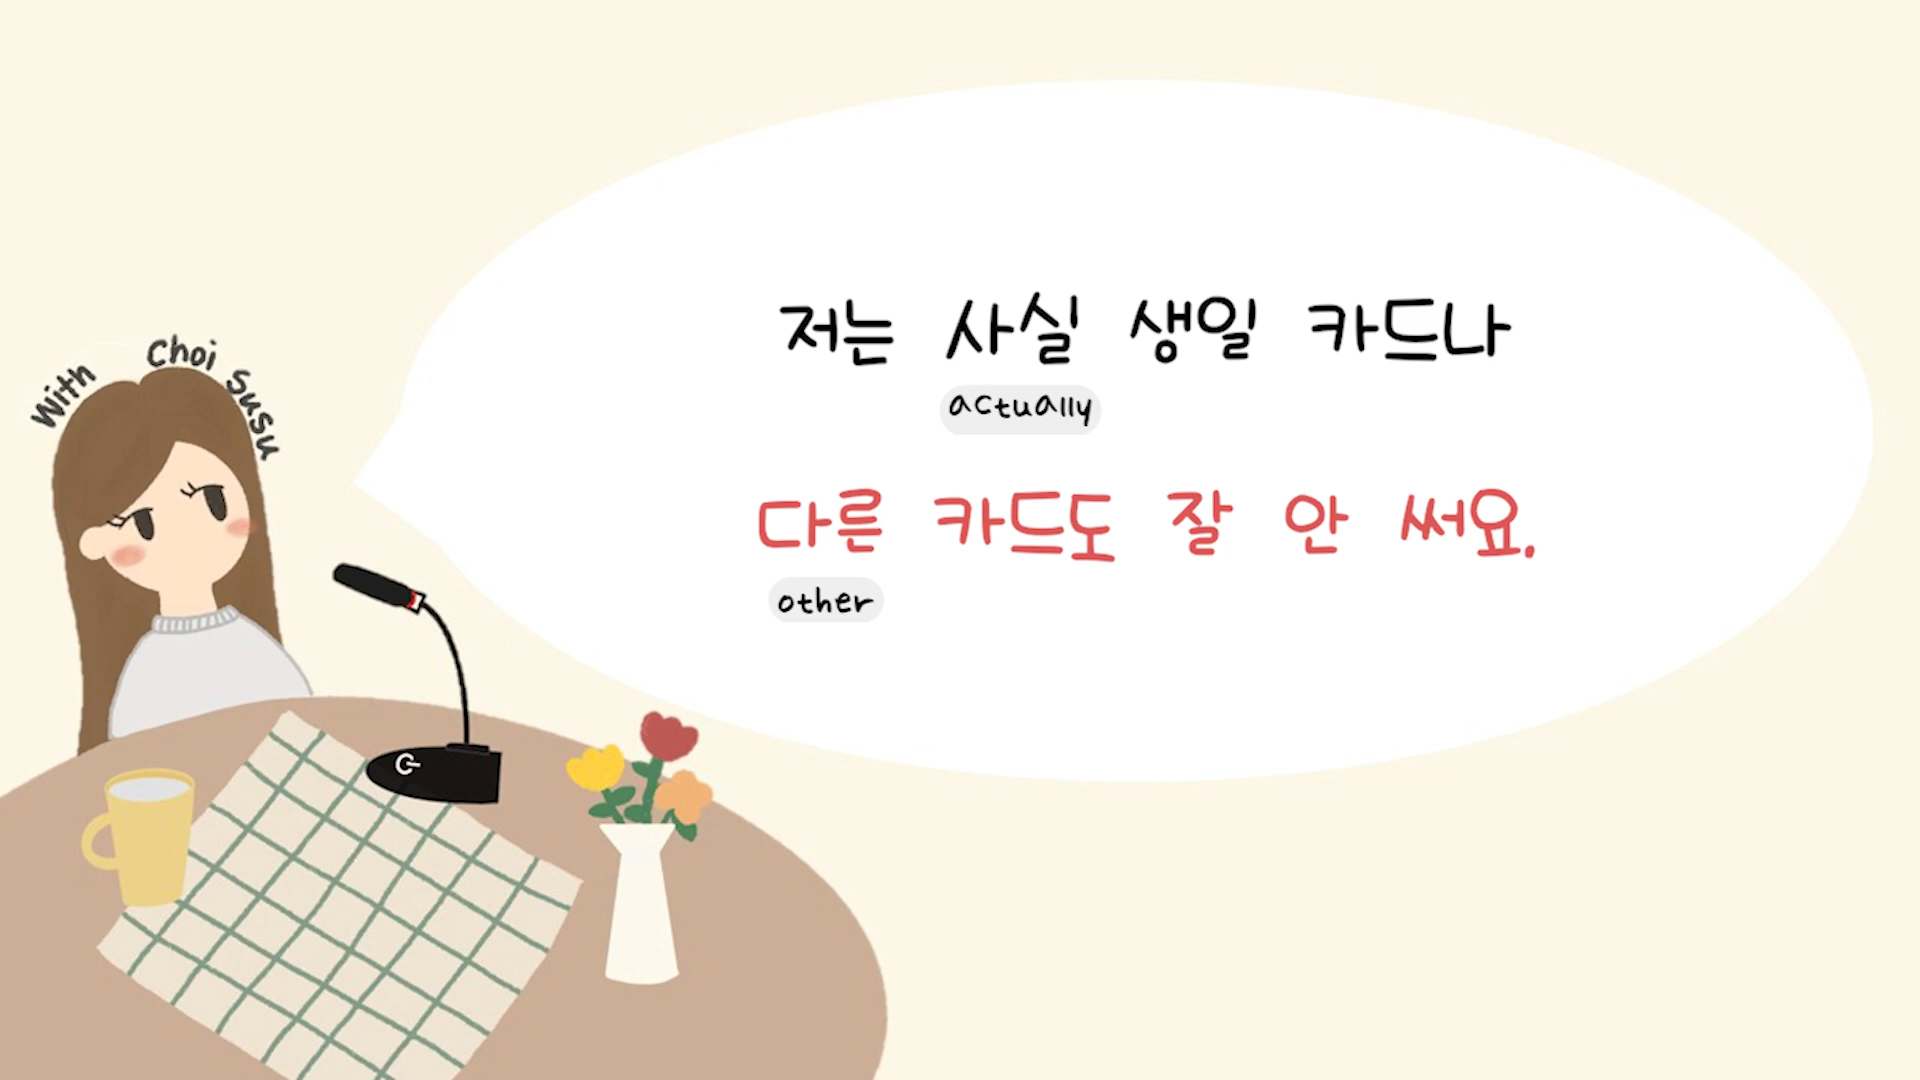 With Choi Susu
저는 사실 생일 카드나
actually
다른 카드도 잘 안 써요.
other